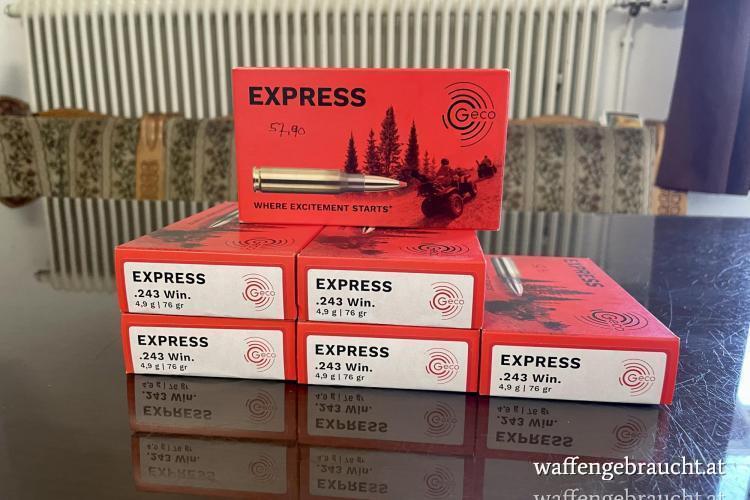 EXPRESS
Geco
57,90
WHERE EXCITEMENT STARTS*
EXPRESS
.243 Win.
4,9 g | 76 gr
Geco
EXPRESS
.243 Win.
4,9 g | 76 gr
Geco
EXPRESS
.243 Win.
4,9 g | 76 gr
Geco
EXPRESS
.243 Win.
4,9 g | 76 gr
Geco
EXPRESS
.243 Win.
4,9 g | 76 gr
Geco
waffengebraucht.at